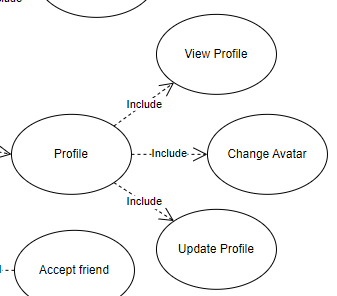 View Profile
Include
Profile
Include
Change Avatar
Include
Update Profile
Accept friend